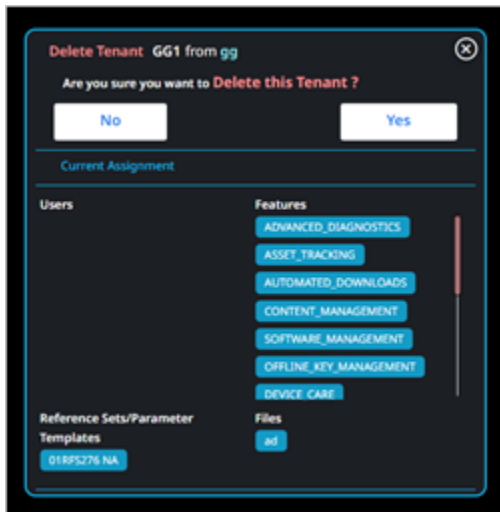 Delete Tenant GG1 from gg
Are you sure you want to Delete this Tenant ?
No
Yes
Current Assignment
Users
Features
ADVANCED_DIAGNOSTICS
ASSET_TRACKING
AUTOMATED_DOWNLOADS
CONTENT_MANAGEMENT
SOFTWARE_MANAGEMENT
OFFLINE_KEY_MANAGEMENT
DEVICE_CARE
Reference Sets/Parameter
Templates
01RFS276 NA
Files
ad